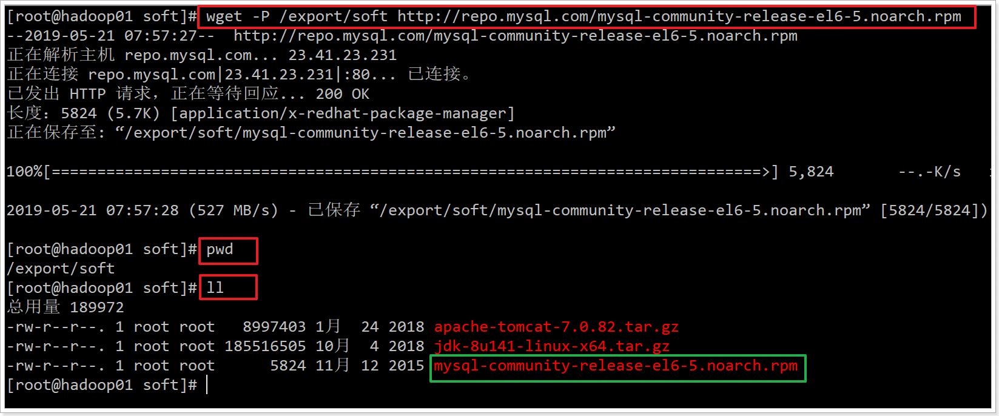 [root@hadoop01 soft]# wget -P /export/soft http://repo.mysql.com/mysql-community-release-el6-5.noarch.rpm
--2019-05-21 07:57:27--  http://repo.mysql.com/mysql-community-release-el6-5.noarch.rpm
正在解析主机 repo.mysql.com... 23.41.23.231
正在连接 repo.mysql.com|23.41.23.231|:80... 已连接。
已发出 HTTP 请求，正在等待回应... 200 OK
长度：5824 (5.7K) [application/x-redhat-package-manager]
正在保存至: “/export/soft/mysql-community-release-el6-5.noarch.rpm”
100%[==============================================================================>] 5,824       --.-K/s
2019-05-21 07:57:28 (527 MB/s) - 已保存 “/export/soft/mysql-community-release-el6-5.noarch.rpm” [5824/5824])
[root@hadoop01 soft]# pwd
/export/soft
[root@hadoop01 soft]# ll
总用量 189972
-rw-r--r--. 1 root root   8997403 1月  24 2018 apache-tomcat-7.0.82.tar.gz
-rw-r--r--. 1 root root 185516505 10月  4 2018 jdk-8u141-linux-x64.tar.gz
-rw-r--r--. 1 root root      5824 11月 12 2015 mysql-community-release-el6-5.noarch.rpm
[root@hadoop01 soft]#